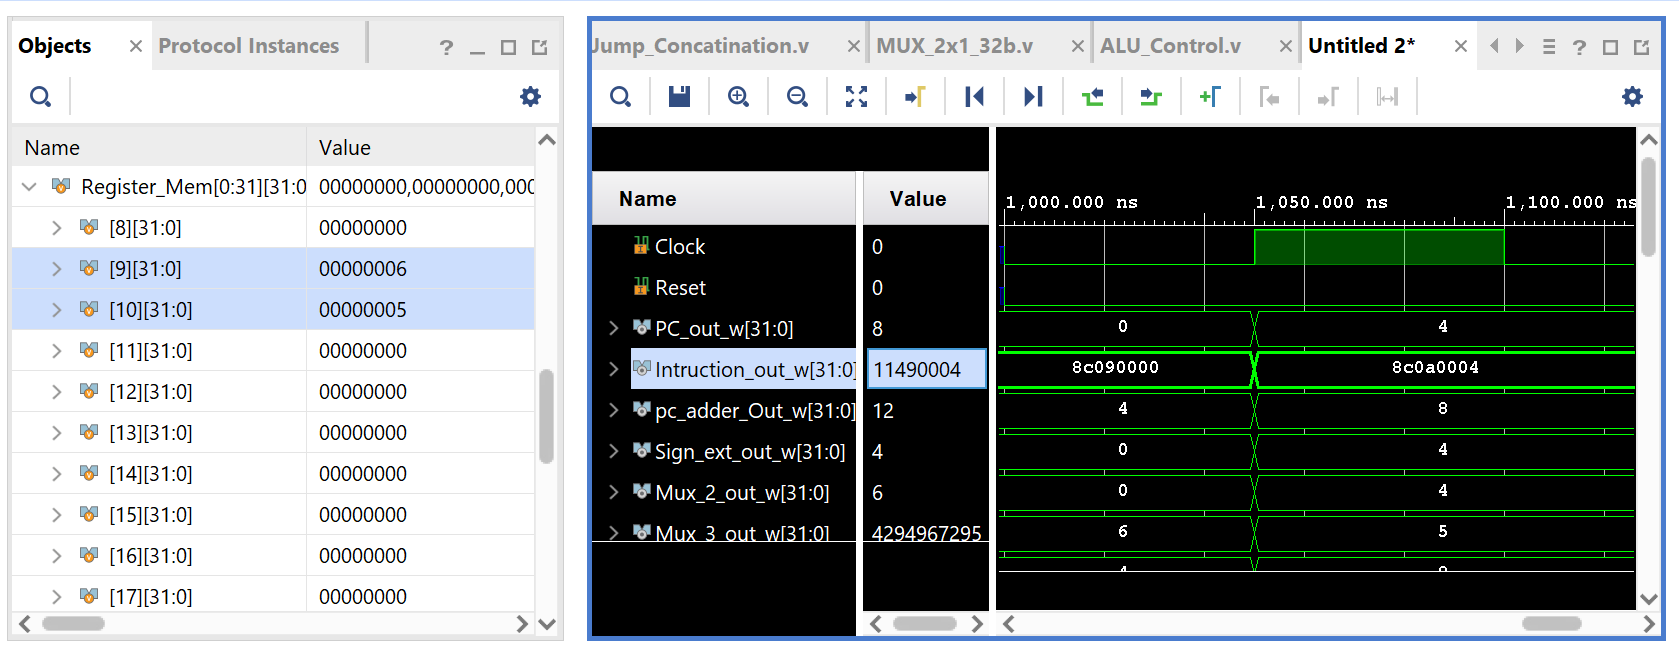 Objects
Protocol Instances
?
Name Value
Register_Mem[0:31][31:0 00000000,00000000,000
[8][31:0] 00000000
[9][31:0] 00000006
[10][31:0] 00000005
[11][31:0] 00000000
[12][31:0] 00000000
[13][31:0] 00000000
[14][31:0] 00000000
[15][31:0] 00000000
[16][31:0] 00000000
[17][31:0] 00000000
Jump_Concatination.v MUX_2x1_32b.v ALU_Control.v Untitled 2* ?
Name Value
1,000.000 ns 1,050.000 ns 1,100.000 ns
Clock 0
Reset 0
PC_out_w[31:0] 8 0 4
Intruction_out_w[31:0] 11490004 8c090000 8c0a0004
pc_adder_Out_w[31:0] 12 4 8
Sign_ext_out_w[31:0] 4 0 4
Mux_2_out_w[31:0] 6 0 4
Mux_3_out_w[31:0] 4294967295 6 5